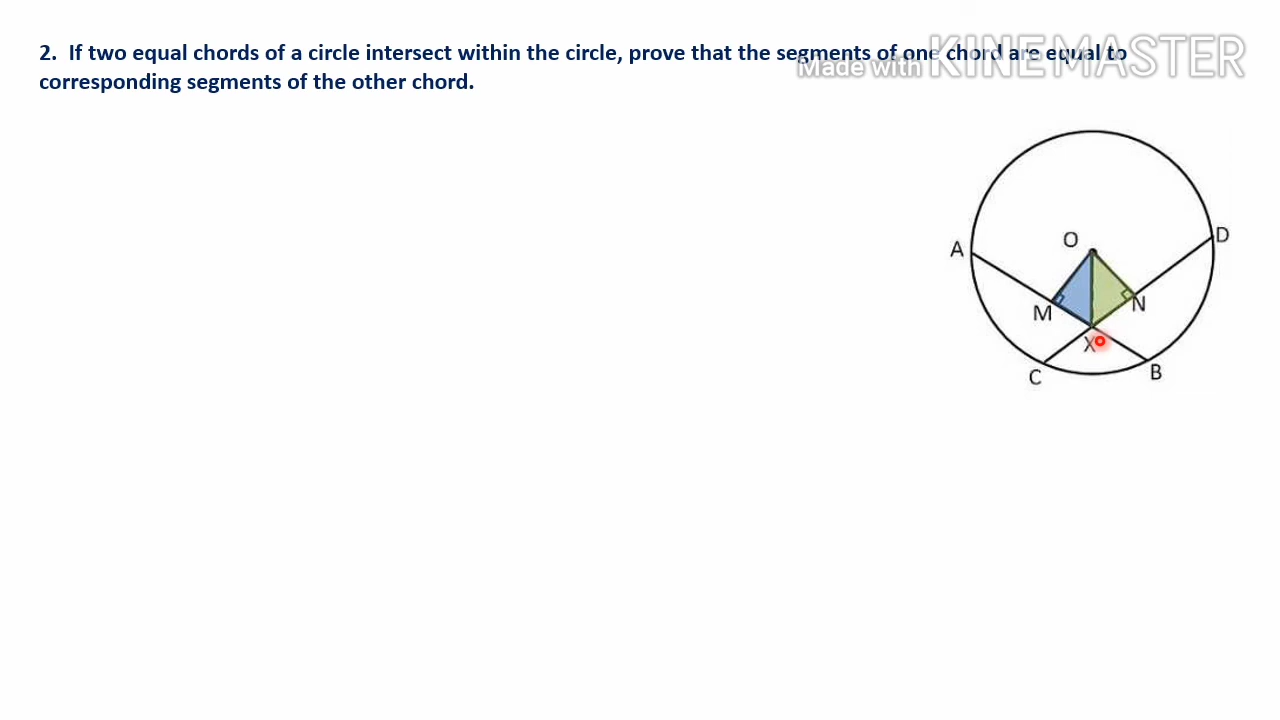 2. If two equal chords of a circle intersect within the circle, prove that the segments of one chord are equal to
corresponding segments of the other chord.
Made with KINEMASTER
O
A
D
M
N
X
C
B